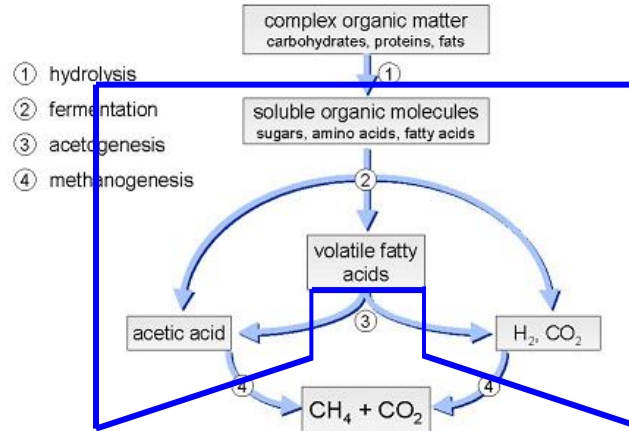 complex organic matter
carbohydrates, proteins, fats
1 hydrolysis
1
2 fermentation
soluble organic molecules
sugars, amino acids, fatty acids
3 acetogenesis
4 methanogenesis
2
volatile fatty
acids
acetic acid
3
H₂, CO₂
4
4
CH₄ + CO₂